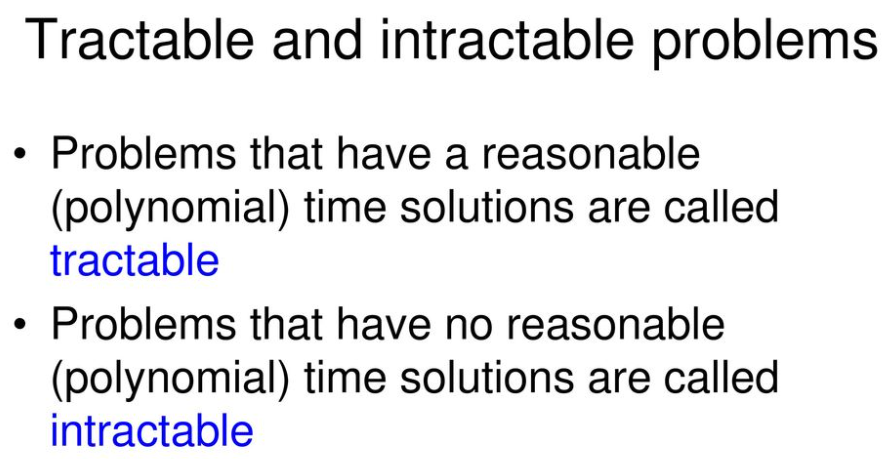 Tractable and intractable problems
• Problems that have a reasonable
(polynomial) time solutions are called
tractable
• Problems that have no reasonable
(polynomial) time solutions are called
intractable